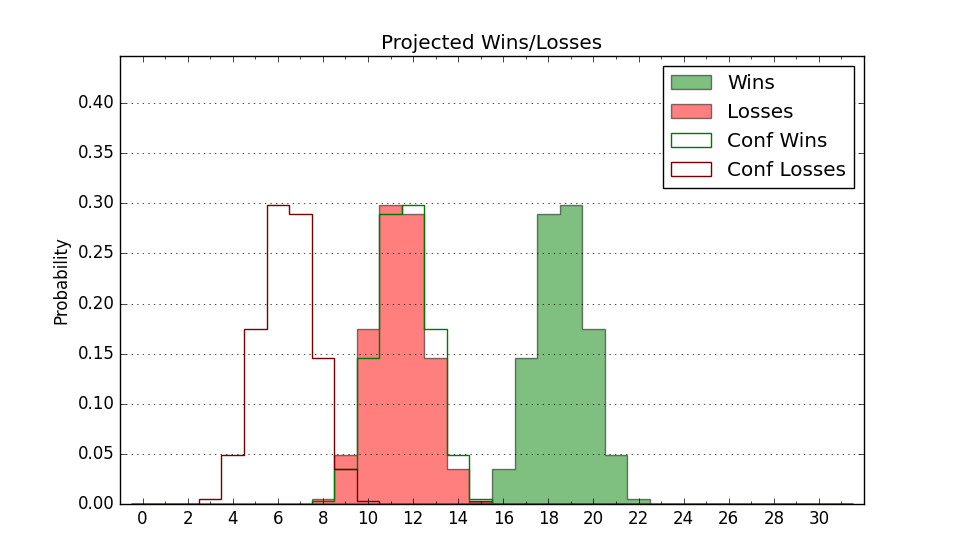 Projected Wins/Losses
Wins
Losses
Conf Wins
Conf Losses
Probability
0.40
0.35
0.30
0.25
0.20
0.15
0.10
0.05
0.00
0 2 4 6 8 10 12 14 16 18 20 22 24 26 28 30